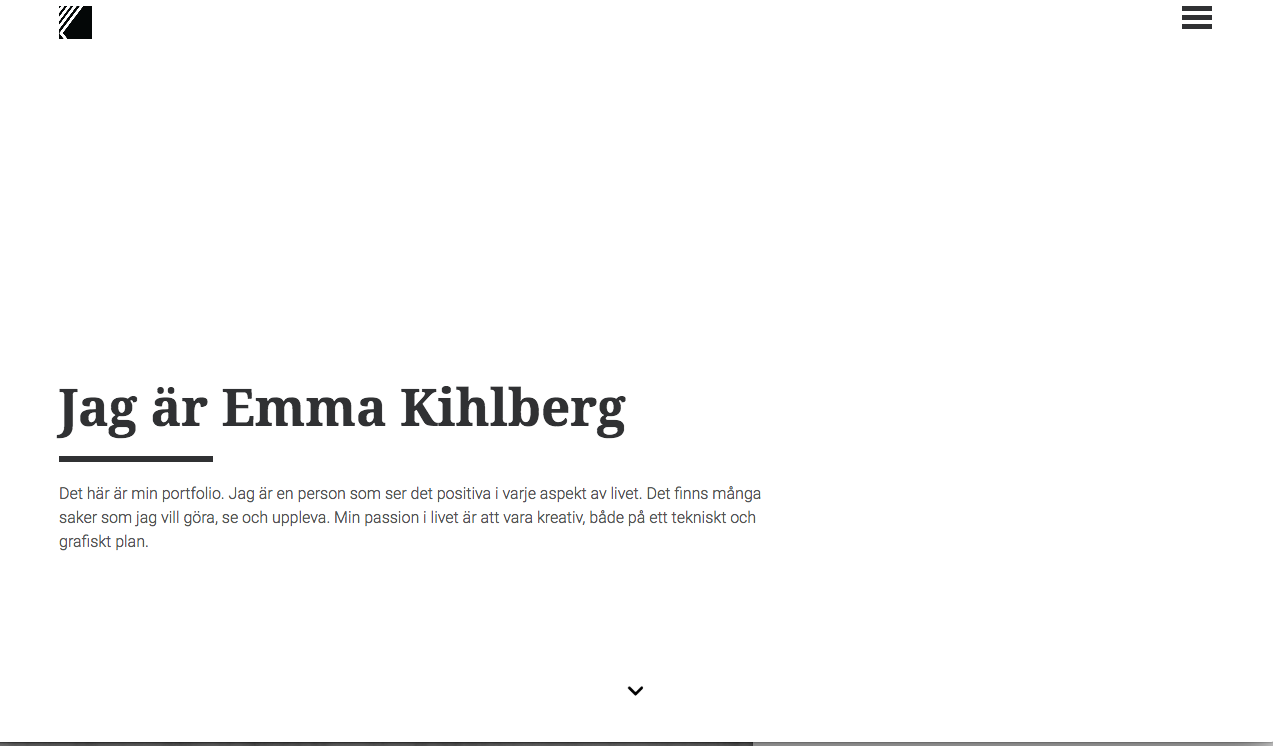 Jag är Emma Kihlberg
Det här är min portfolio. Jag är en person som ser det positiva i varje aspekt av livet. Det finns många
saker som jag vill göra, se och uppleva. Min passion i livet är att vara kreativ, både på ett tekniskt och
grafiskt plan.